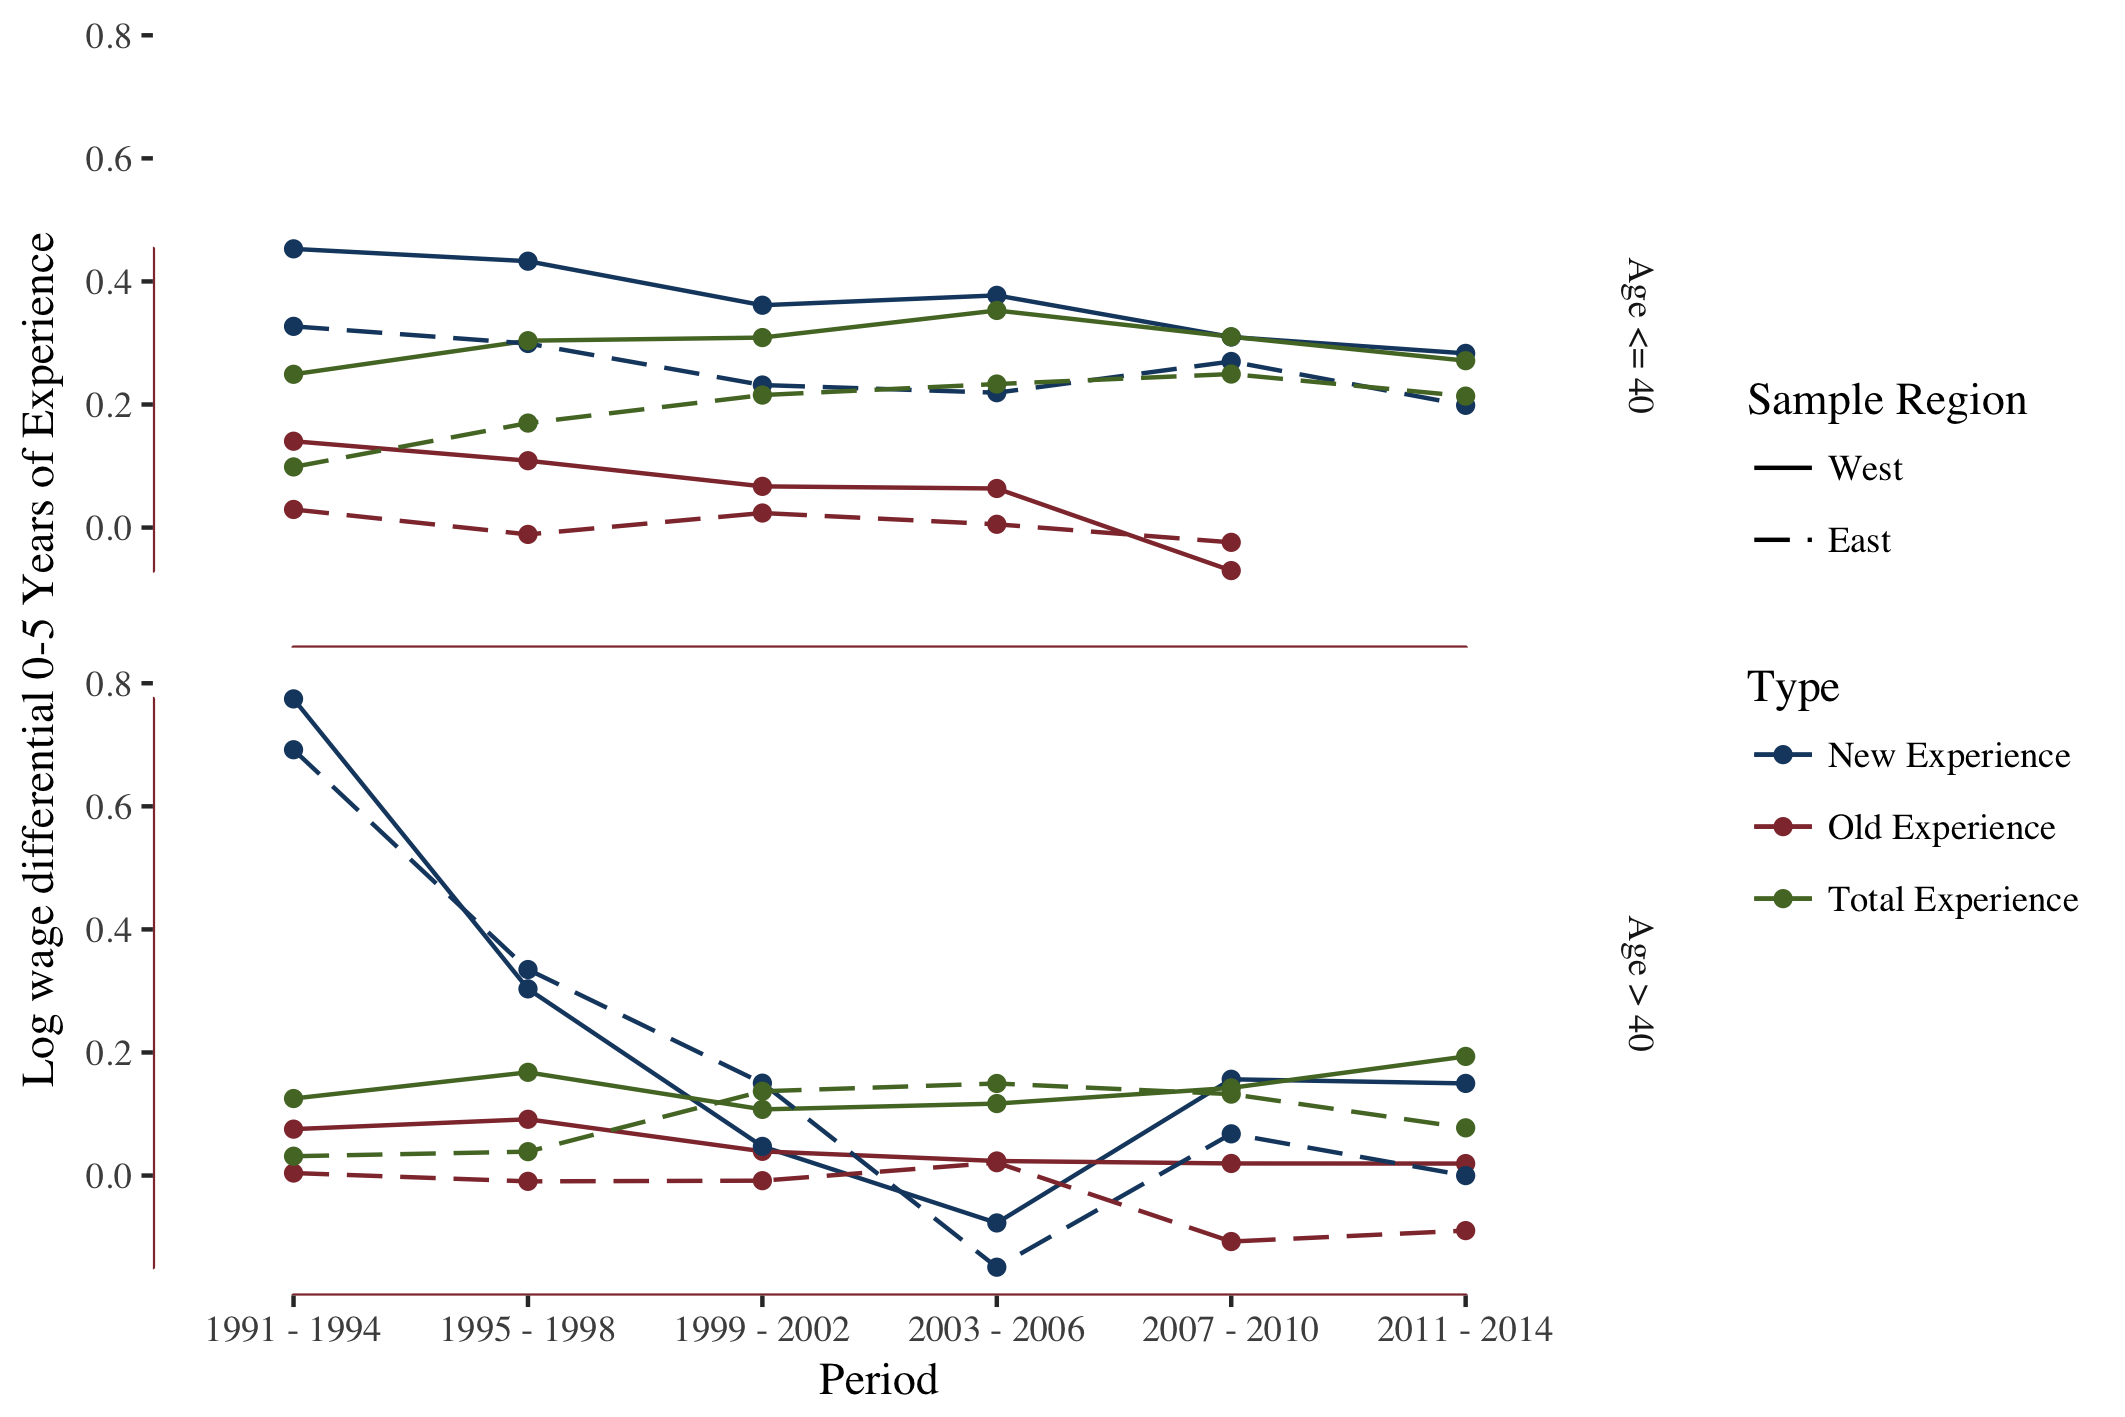 Log wage differential 0-5 Years of Experience
0.8
0.6
0.4
0.2
0.0
Age <= 40
0.8
0.6
0.4
0.2
0.0
Age > 40
1991 - 1994
1995 - 1998
1999 - 2002
2003 - 2006
2007 - 2010
2011 - 2014
Period
Sample Region
West
East
Type
New Experience
Old Experience
Total Experience